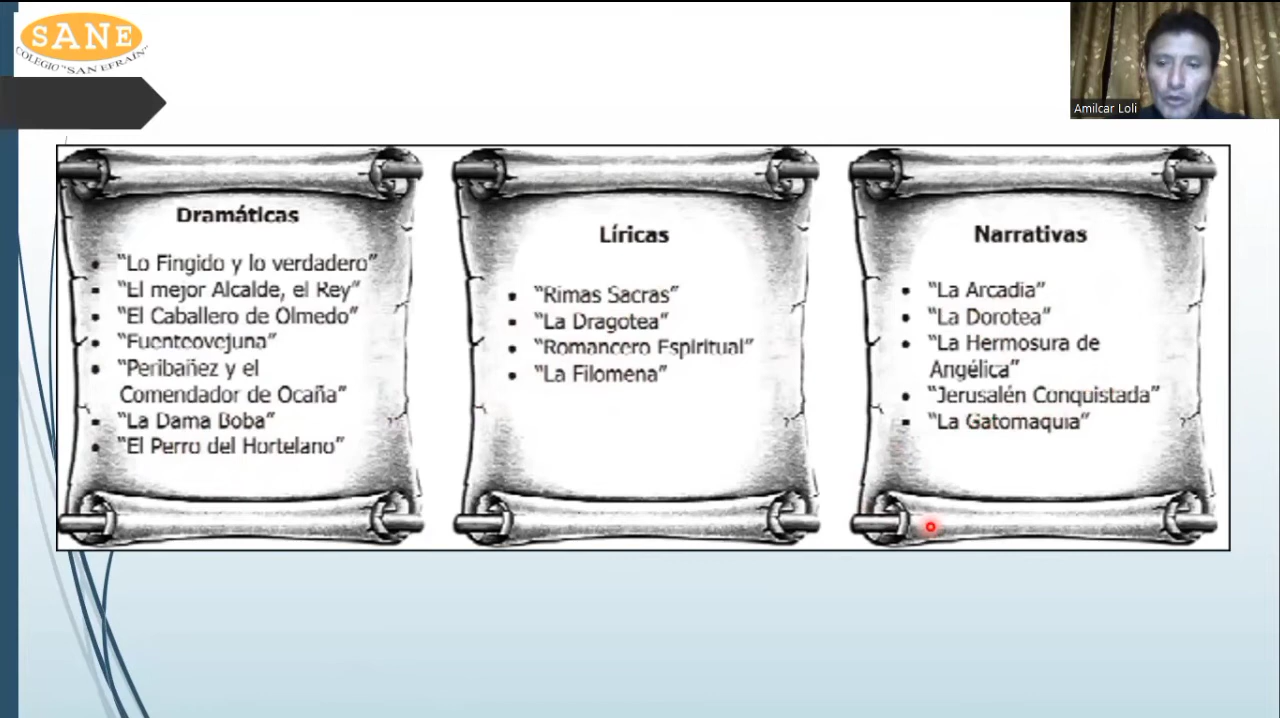 SANE
COLEGIO "SAN EFRAÍN"
Amilcar Loli
Dramáticas
• "Lo Fingido y lo verdadero"
• "El mejor Alcalde, el Rey"
• "El Caballero de Olmedo"
• "Fuenteovejuna"
• "Peribañez y el
Comendador de Ocaña"
• "La Dama Boba"
• "El Perro del Hortelano"
Líricas
• "Rimas Sacras"
• "La Dragotea"
• "Romancero Espiritual"
• "La Filomena"
Narrativas
• "La Arcadia"
• "La Dorotea"
• "La Hermosura de
Angélica"
• "Jerusalén Conquistada"
• "La Gatomaquia"